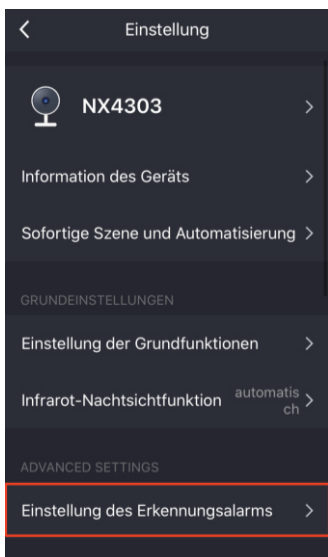 Einstellung
NX4303
Information des Geräts
Sofortige Szene und Automatisierung
GRUNDEINSTELLUNGEN
Einstellung der Grundfunktionen
Infrarot-Nachtsichtfunktion automatis
ch
ADVANCED SETTINGS
Einstellung des Erkennungsalarms